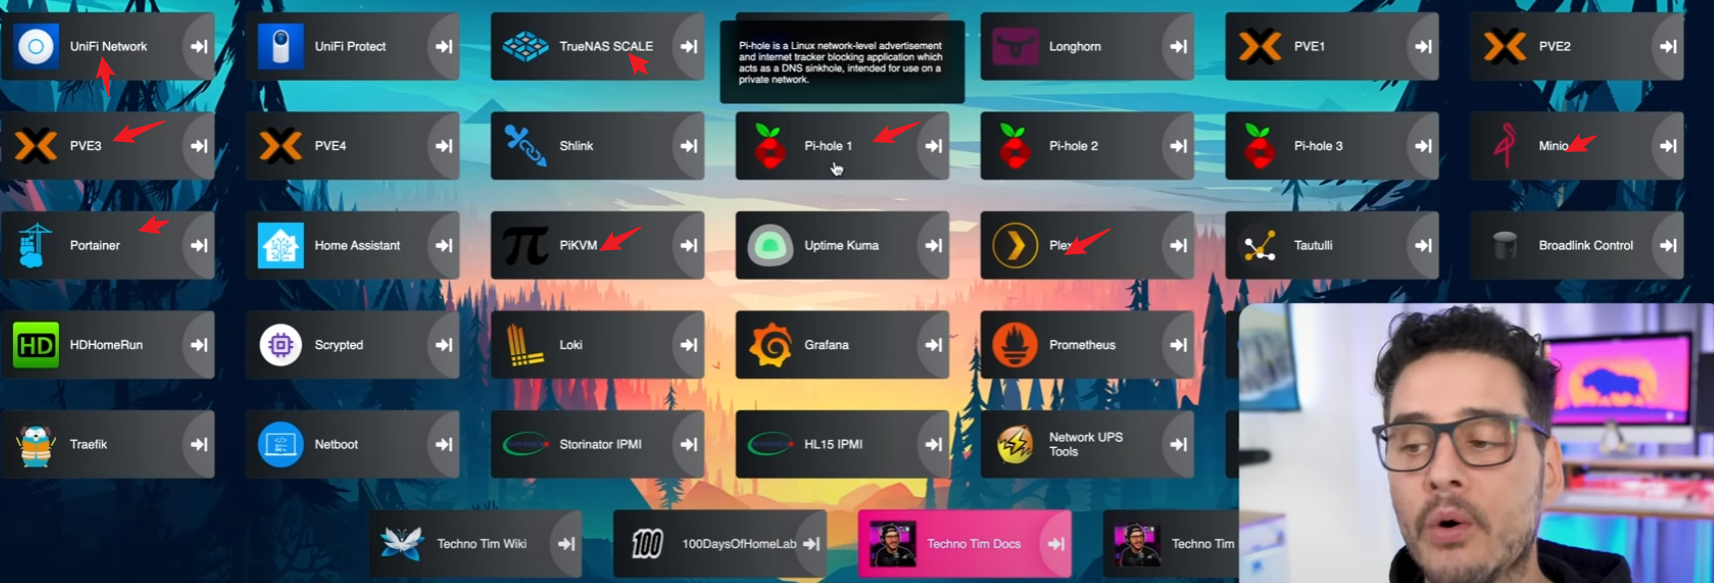 UniFi Network
UniFi Protect
TrueNAS SCALE
Pi-hole is a Linux network-level advertisement
and internet tracker blocking application which
acts as a DNS sinkhole, intended for use on a
private network.
Longhorn
PVE1
PVE2
PVE3
PVE4
Shlink
Pi-hole 1
Pi-hole 2
Pi-hole 3
Minio
Portainer
Home Assistant
PiKVM
Uptime Kuma
Plex
Tautulli
Broadlink Control
HD
HDHomeRun
Scrypted
Loki
Grafana
Prometheus
Traefik
Netboot
Storinator IPMI
HL15 IPMI
Network UPS
Tools
Techno Tim Wiki
100
100DaysOfHomeLab
Techno Tim Docs
Techno Tim